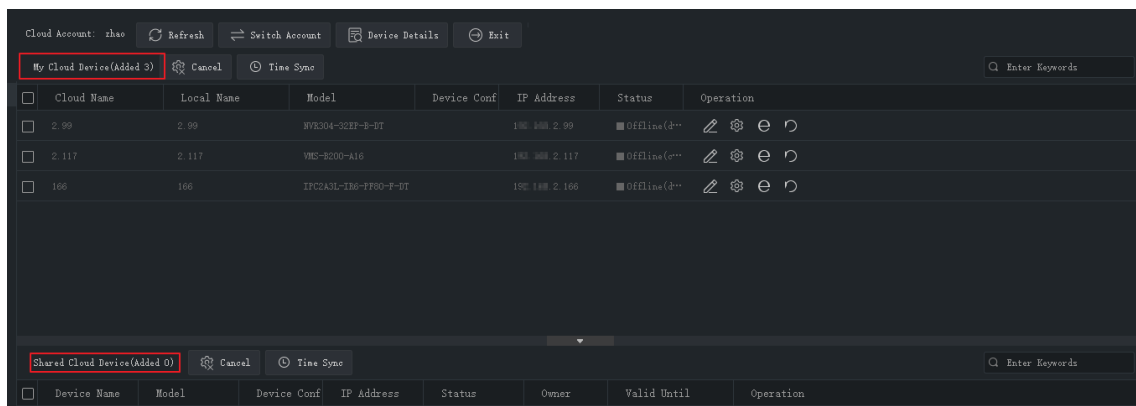 Cloud Account: zhao Refresh Switch Account Device Details Exit
My Cloud Device(Added 3) Cancel Time Sync Enter Keywords
Cloud Name Local Name Model Device Conf IP Address Status Operation
2.99 2.99 NVR304-32EP-B-DT 2.99 Offline(d···
2.117 2.117 VMS-B200-A16 2.117 Offline(c···
166 166 IPC2A3L-IR6-PF80-F-DT 2.166 Offline(d···
Shared Cloud Device(Added 0) Cancel Time Sync Enter Keywords
Device Name Model Device Conf IP Address Status Owner Valid Until Operation